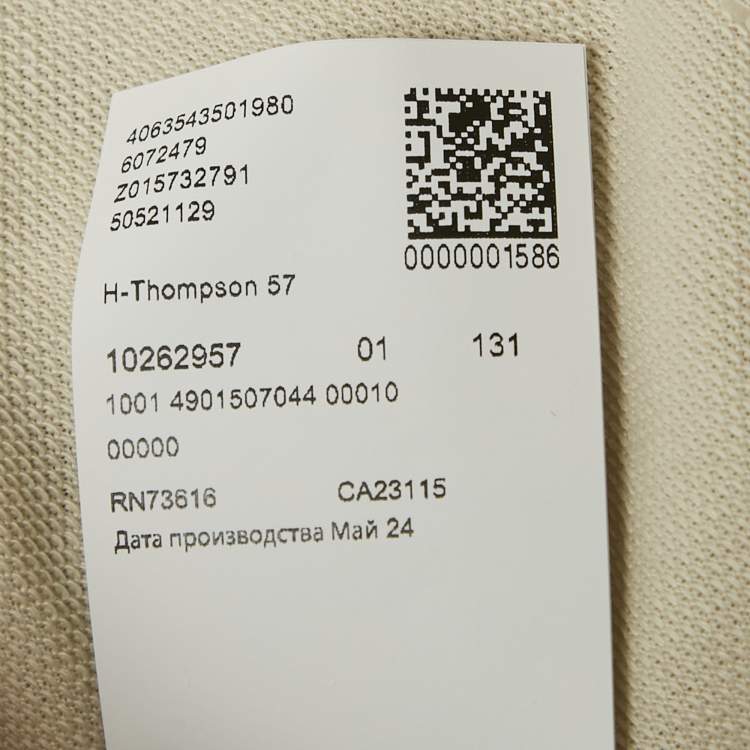 4063543501980
6072479
Z015732791
50521129
0000001586
H-Thompson 57
10262957 01 131
1001 4901507044 00010
00000
RN73616 CA23115
Дата производства Май 24